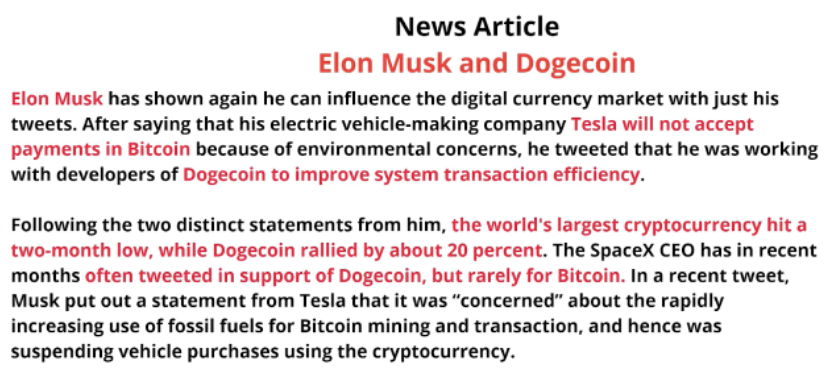 News Article
Elon Musk and Dogecoin
Elon Musk has shown again he can influence the digital currency market with just his
tweets. After saying that his electric vehicle-making company Tesla will not accept
payments in Bitcoin because of environmental concerns, he tweeted that he was working
with developers of Dogecoin to improve system transaction efficiency.
Following the two distinct statements from him, the world's largest cryptocurrency hit a
two-month low, while Dogecoin rallied by about 20 percent. The SpaceX CEO has in recent
months often tweeted in support of Dogecoin, but rarely for Bitcoin. In a recent tweet,
Musk put out a statement from Tesla that it was “concerned” about the rapidly
increasing use of fossil fuels for Bitcoin mining and transaction, and hence was
suspending vehicle purchases using the cryptocurrency.